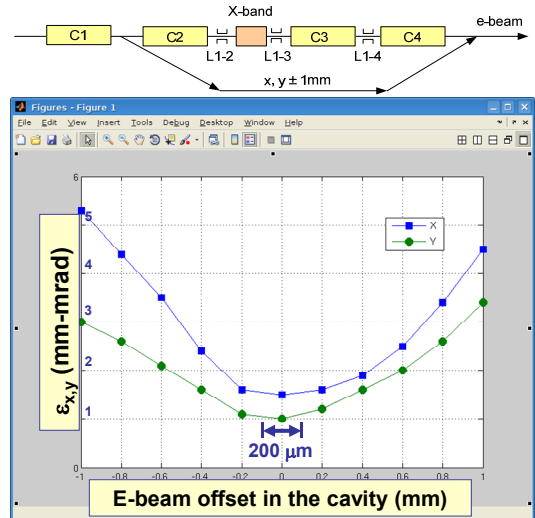 X-band
e-beam
C1
C2
C3
C4
L1-2
L1-3
L1-4
x, y ± 1mm
Figures - Figure 1
File Edit View Insert Tools Debug Desktop Window Help
6
5
4
3
2
1
0
εx,y (mm-mrad)
X
Y
200 μm
-1 -0.8 -0.6 -0.4 -0.2 0 0.2 0.4 0.6 0.8 1
E-beam offset in the cavity (mm)